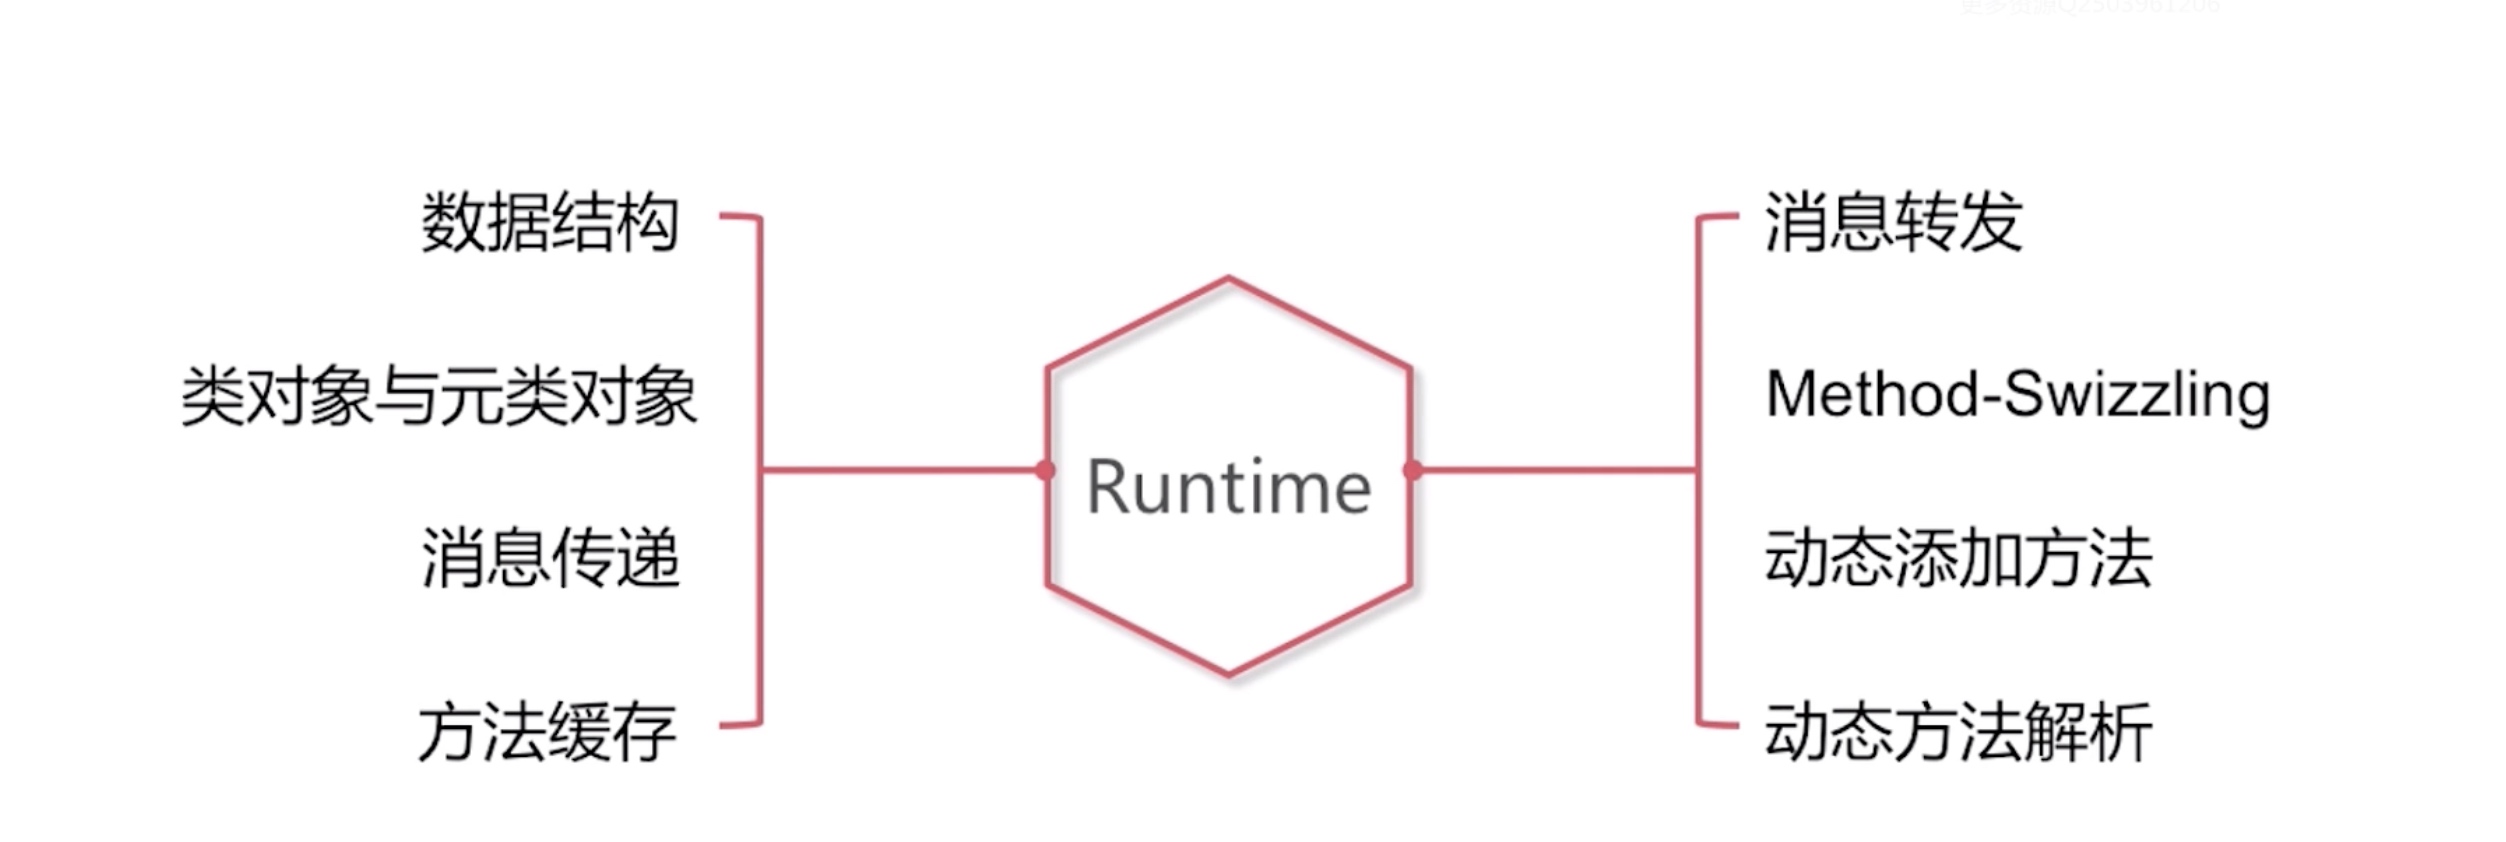 数据结构
类对象与元类对象
消息传递
方法缓存
Runtime
消息转发
Method-Swizzling
动态添加方法
动态方法解析